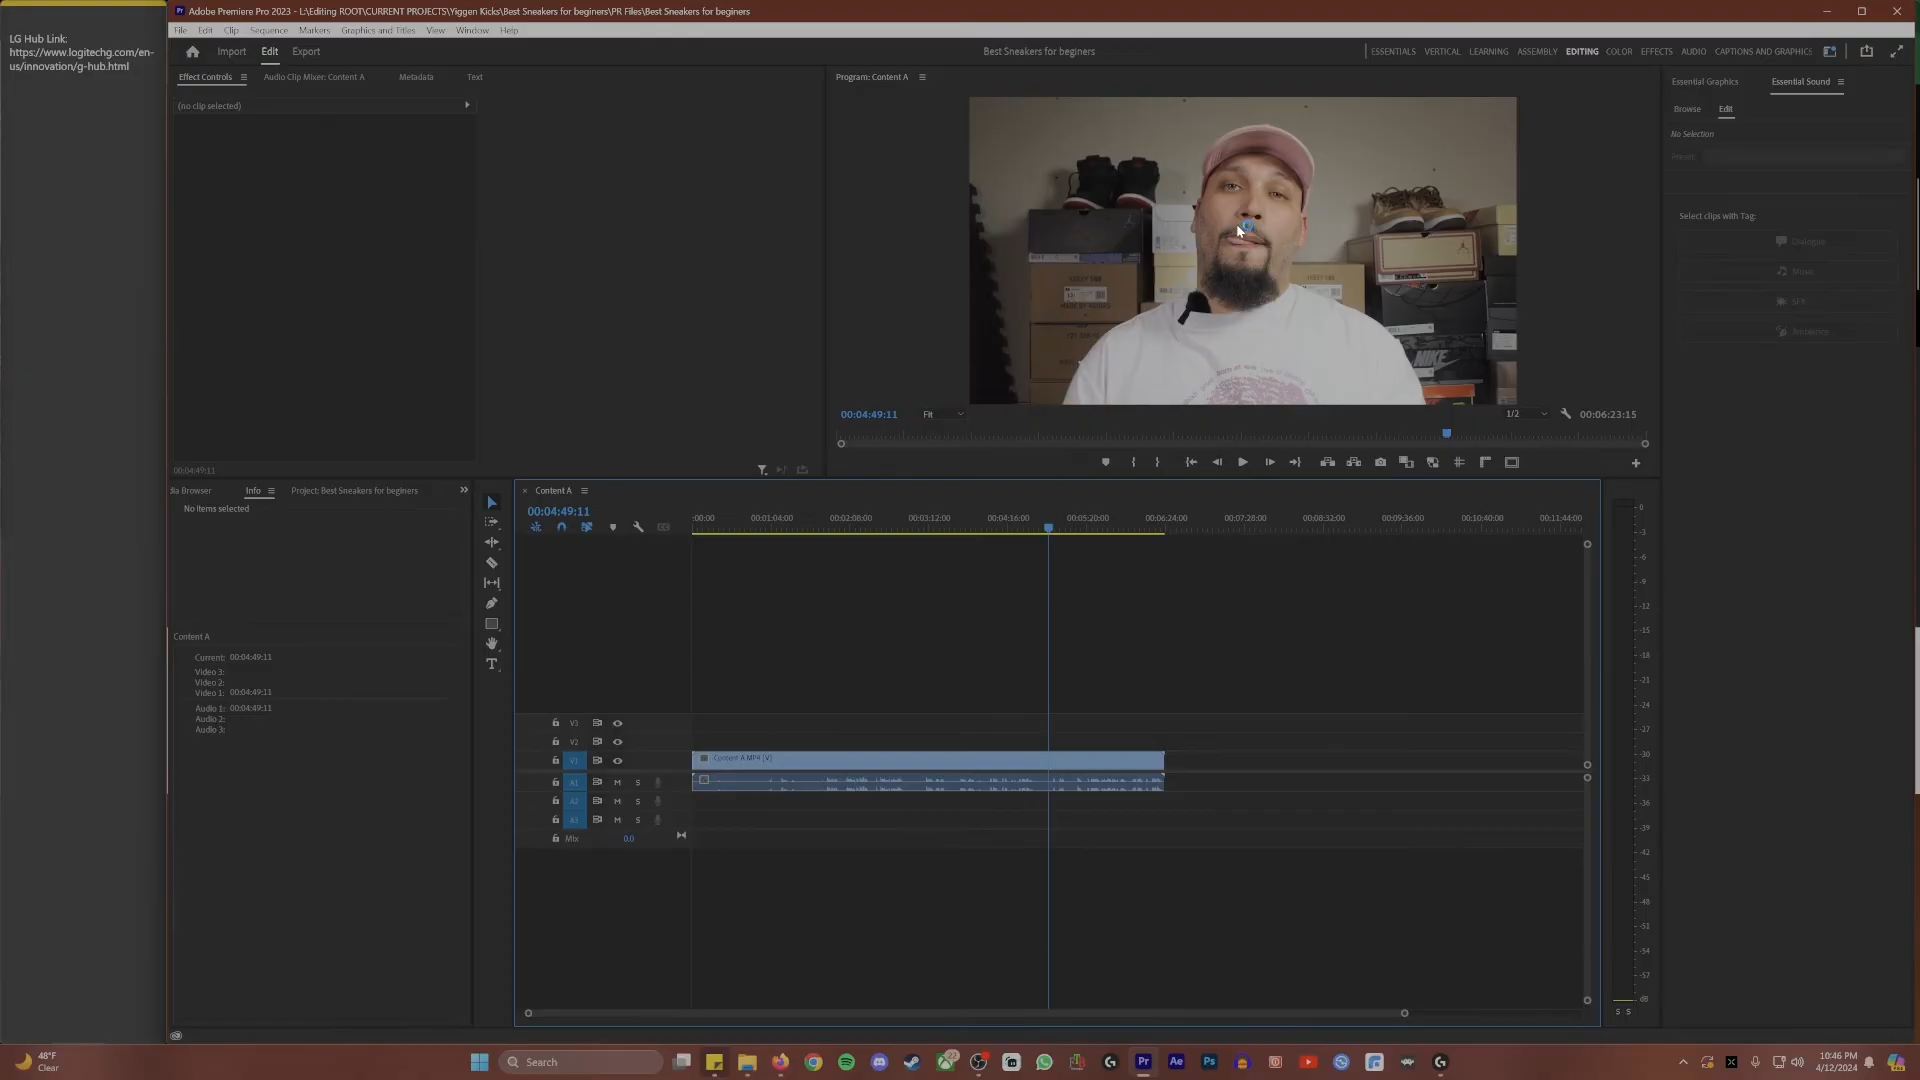 LG Hub Link:
https://www.logitechg.com/en-
us/innovation/g-hub.html
Adobe Premiere Pro 2023 - L:\Editing ROOT\CURRENT PROJECTS\Yiggen Kicks\Best Sneakers for beginers\PR Files\Best Sneakers for beginers
File Edit Clip Sequence Markers Graphics and Titles View Window Help
Import Edit Export
Best Sneakers for beginers
ESSENTIALS VERTICAL LEARNING ASSEMBLY EDITING COLOR EFFECTS AUDIO CAPTIONS AND GRAPHICS
Effect Controls Audio Clip Mixer: Content A Metadata Text
(no clip selected)
00:04:49:11
Program: Content A
NIKE
00:04:49:11 Fit 1/2 00:06:23:15
Essential Graphics Essential Sound
Browse Edit
No Selection
Preset:
Select clips with Tag:
Dialogue
Music
SFX
Ambience
dia Browser Info Project: Best Sneakers for beginers
No items selected
Content A
Current: 00:04:49:11
Video 3:
Video 2:
Video 1: 00:04:49:11
Audio 1: 00:04:49:11
Audio 2:
Audio 3:
Content A
00:04:49:11
:00:00 00:01:04:00 00:02:08:00 00:03:12:00 00:04:16:00 00:05:20:00 00:06:24:00 00:07:28:00 00:08:32:00 00:09:36:00 00:10:40:00 00:11:44:00
V3
V2
V1 Content A.MP4 [V]
A1 M S
A2 M S
A3 M S
Mix 0.0
0
-3
-6
-9
-12
-15
-18
-21
-24
-27
-30
-33
-36
-39
-42
-45
-48
-51
-54
-57
dB
S S
48°F
Clear
Search
10:46 PM
4/12/2024